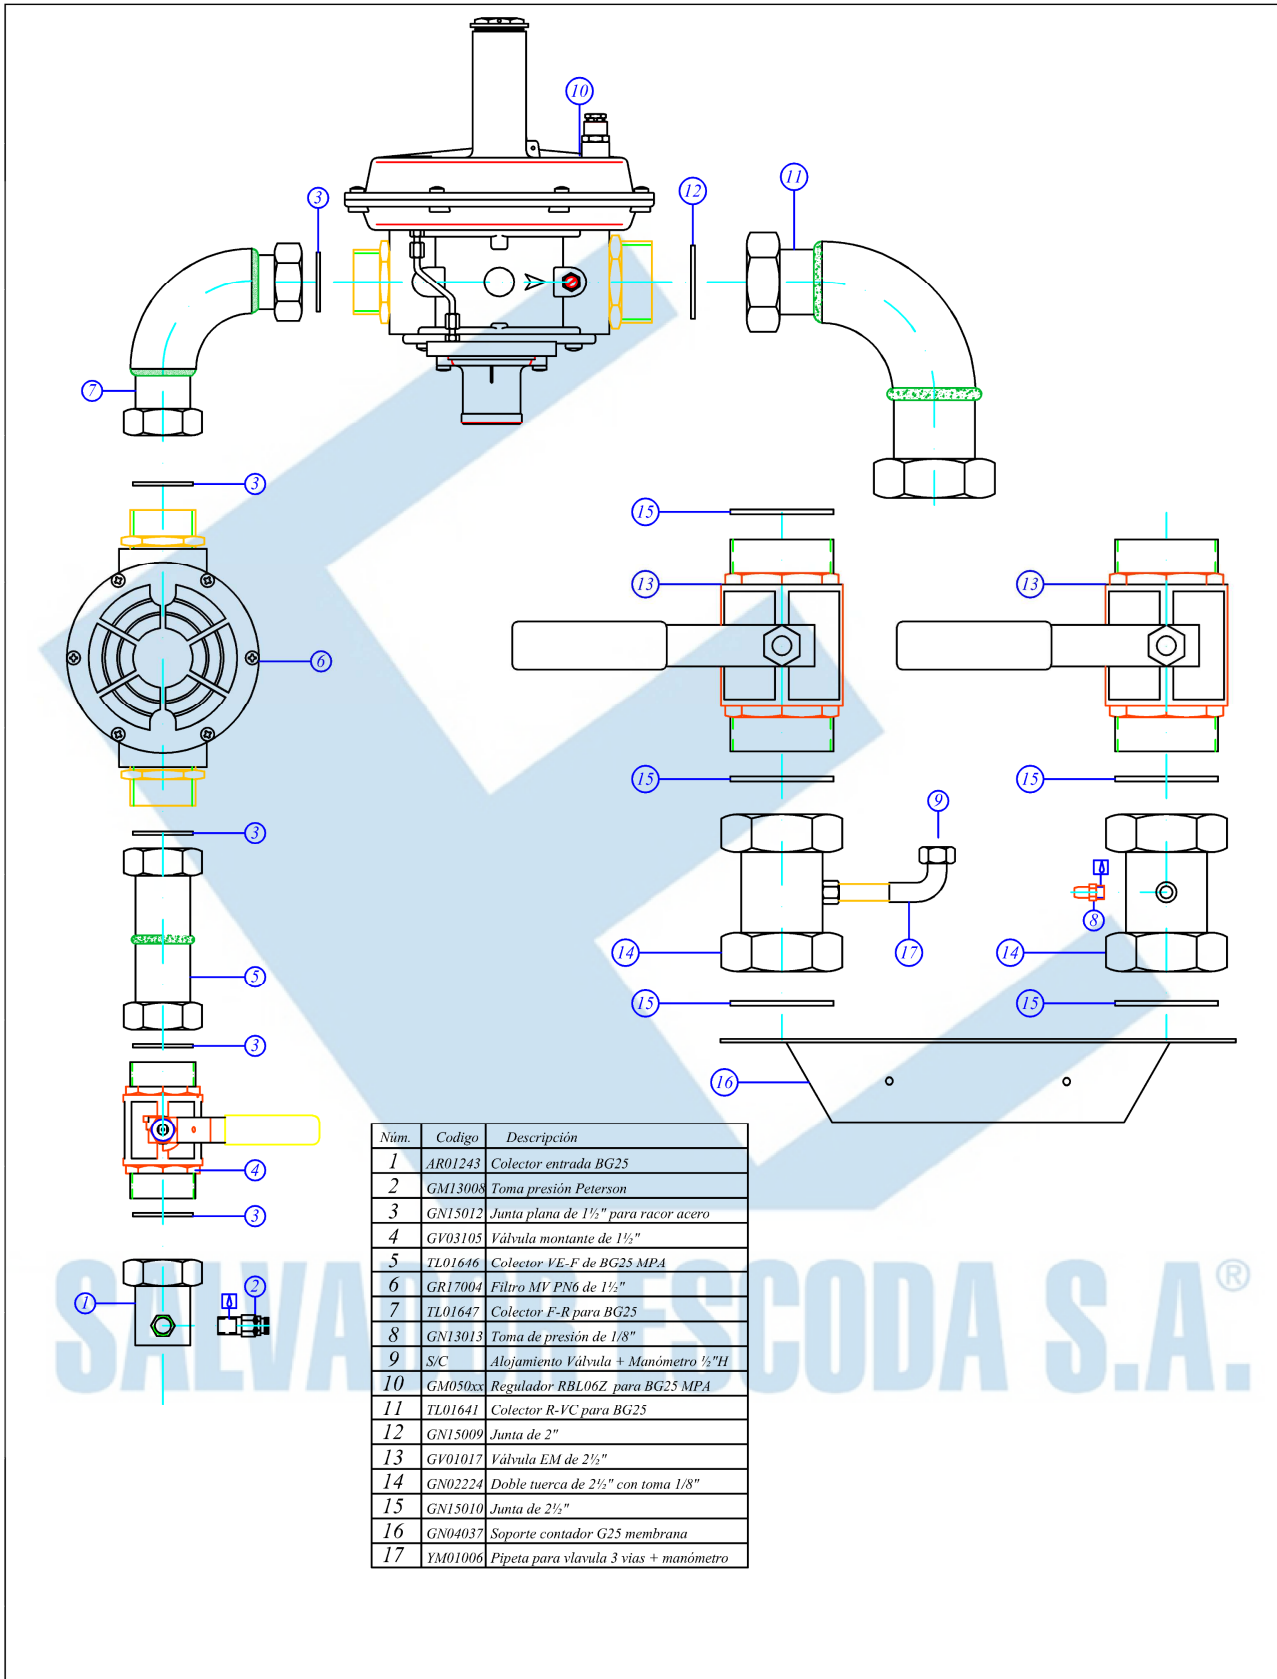 10
3
12
11
7
3
15
13
13
6
15
15
3
9
8
14
17
14
5
15
15
3
16
4
3
1
2
Núm. Codigo Descripción
1 AR01243 Colector entrada BG25
2 GM13008 Toma presión Peterson
3 GN15012 Junta plana de 1½" para racor acero
4 GV03105 Válvula montante de 1½"
5 TL01646 Colector VE-F de BG25 MPA
6 GR17004 Filtro MV PN6 de 1½"
7 TL01647 Colector F-R para BG25
8 GN13013 Toma de presión de 1/8"
9 S/C Alojamiento Válvula + Manómetro ½"H
10 GM050xx Regulador RBL06Z para BG25 MPA
11 TL01641 Colector R-VC para BG25
12 GN15009 Junta de 2"
13 GV01017 Válvula EM de 2½"
14 GN02224 Doble tuerca de 2½" con toma 1/8"
15 GN15010 Junta de 2½"
16 GN04037 Soporte contador G25 membrana
17 YM01006 Pipeta para vlavula 3 vias + manómetro
SALVADOR ESCODA S.A.®